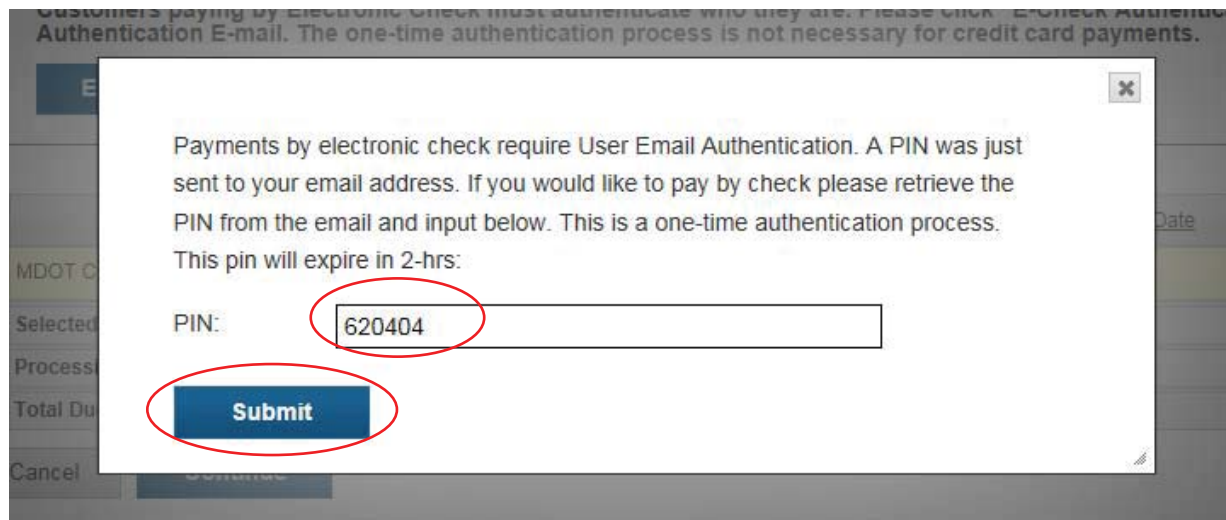 Customers paying by Electronic Check must authenticate who they are. Please click "E-Check
Authentication E-mail. The one-time authentication process is not necessary for credit card payments.
E
Payments by electronic check require User Email Authentication. A PIN was just
sent to your email address. If you would like to pay by check please retrieve the
PIN from the email and input below. This is a one-time authentication process.
This pin will expire in 2-hrs:
Date
MDOT C
PIN:
620404
Selected
Processi
Total Du
Submit
Cancel
Continue